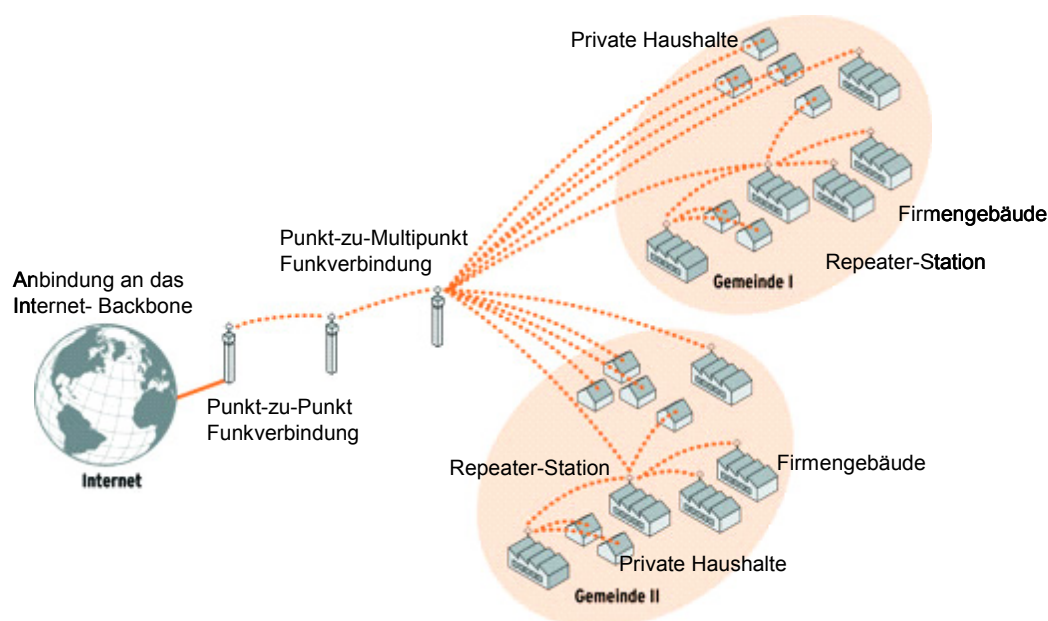 Private Haushalte
Firmengebäude
Repeater-Station
Gemeinde I
Punkt-zu-Multipunkt
Funkverbindung
Anbindung an das
Internet- Backbone
Punkt-zu-Punkt
Funkverbindung
Internet
Repeater-Station
Firmengebäude
Private Haushalte
Gemeinde II